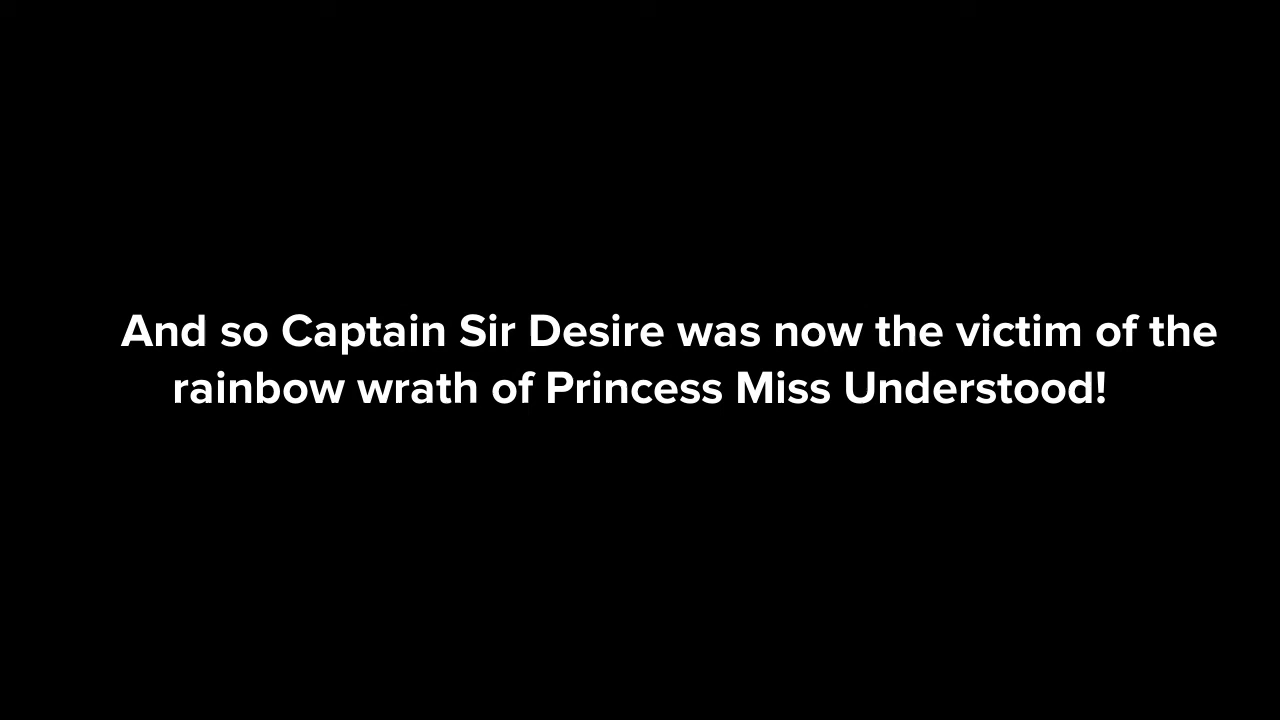 And so Captain Sir Desire was now the victim of the
rainbow wrath of Princess Miss Understood!